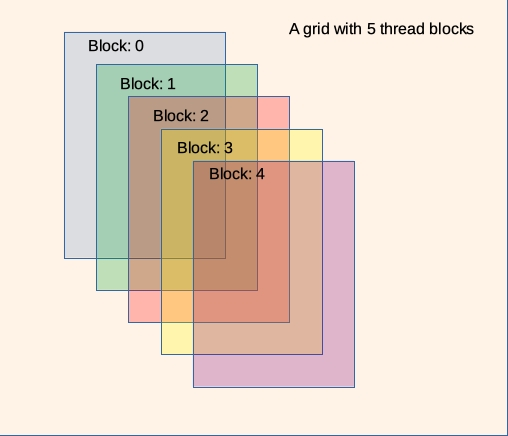 A grid with 5 thread blocks
Block: 0
Block: 1
Block: 2
Block: 3
Block: 4